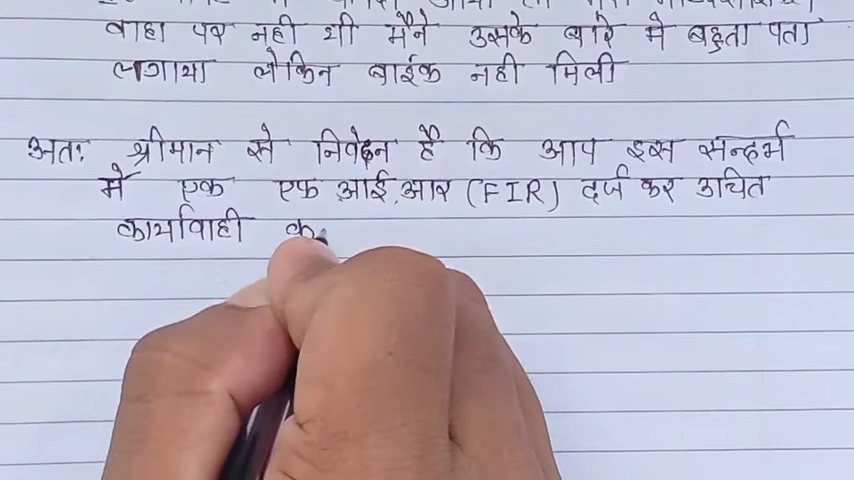 वाहा पर नही थी मैंने उसके बारे मे बहुता पता
लगाया लेकिन बाईक नही मिली
अतः श्रीमान से निवेदन है कि आप इस सन्दर्भ
मे एक एफ.आई.आर (FIR) दर्ज कर उचित
कार्यावाही क